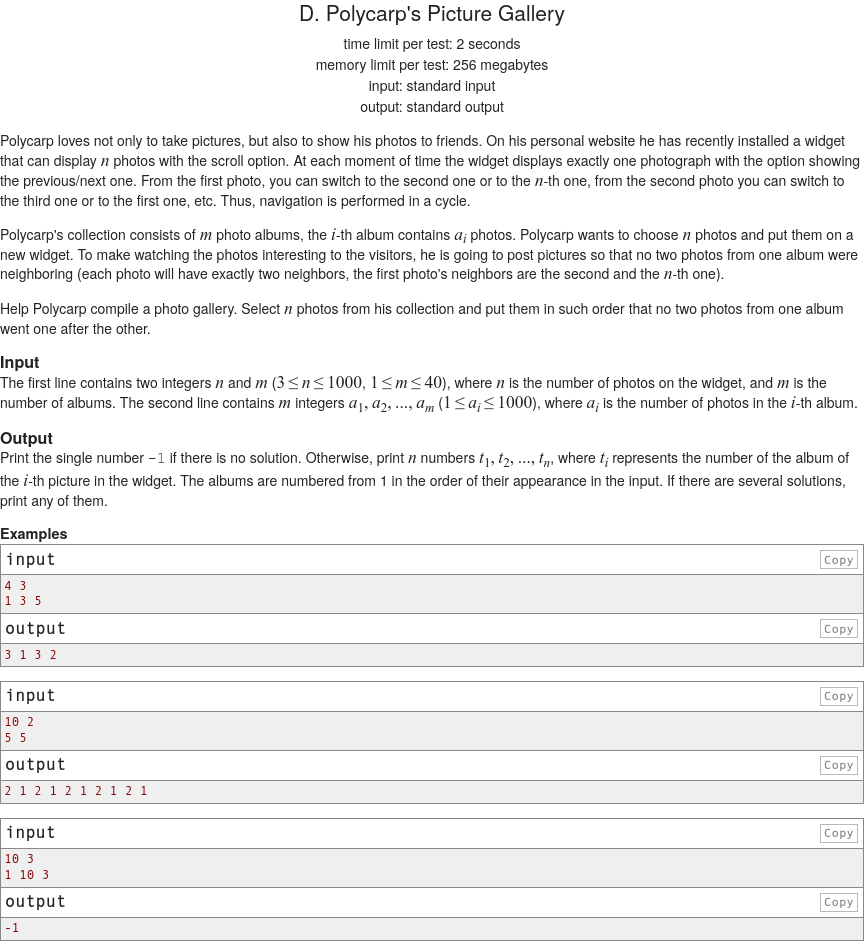 D. Polycarp's Picture Gallery
time limit per test: 2 seconds
memory limit per test: 256 megabytes
input: standard input
output: standard output
Polycarp loves not only to take pictures, but also to show his photos to friends. On his personal website he has recently installed a widget
that can display n photos with the scroll option. At each moment of time the widget displays exactly one photograph with the option showing
the previous/next one. From the first photo, you can switch to the second one or to the n-th one, from the second photo you can switch to
the third one or to the first one, etc. Thus, navigation is performed in a cycle.
Polycarp's collection consists of m photo albums, the i-th album contains a_i photos. Polycarp wants to choose n photos and put them on a
new widget. To make watching the photos interesting to the visitors, he is going to post pictures so that no two photos from one album were
neighboring (each photo will have exactly two neighbors, the first photo's neighbors are the second and the n-th one).
Help Polycarp compile a photo gallery. Select n photos from his collection and put them in such order that no two photos from one album
went one after the other.
Input
The first line contains two integers n and m (3 ≤ n ≤ 1000, 1 ≤ m ≤ 40), where n is the number of photos on the widget, and m is the
number of albums. The second line contains m integers a_1, a_2, ..., a_m (1 ≤ a_i ≤ 1000), where a_i is the number of photos in the i-th album.
Output
Print the single number -1 if there is no solution. Otherwise, print n numbers t_1, t_2, ..., t_n, where t_i represents the number of the album of
the i-th picture in the widget. The albums are numbered from 1 in the order of their appearance in the input. If there are several solutions,
print any of them.
Examples
input Copy
4 3
1 3 5
output Copy
3 1 3 2
input Copy
10 2
5 5
output Copy
2 1 2 1 2 1 2 1 2 1
input Copy
10 3
1 10 3
output Copy
-1